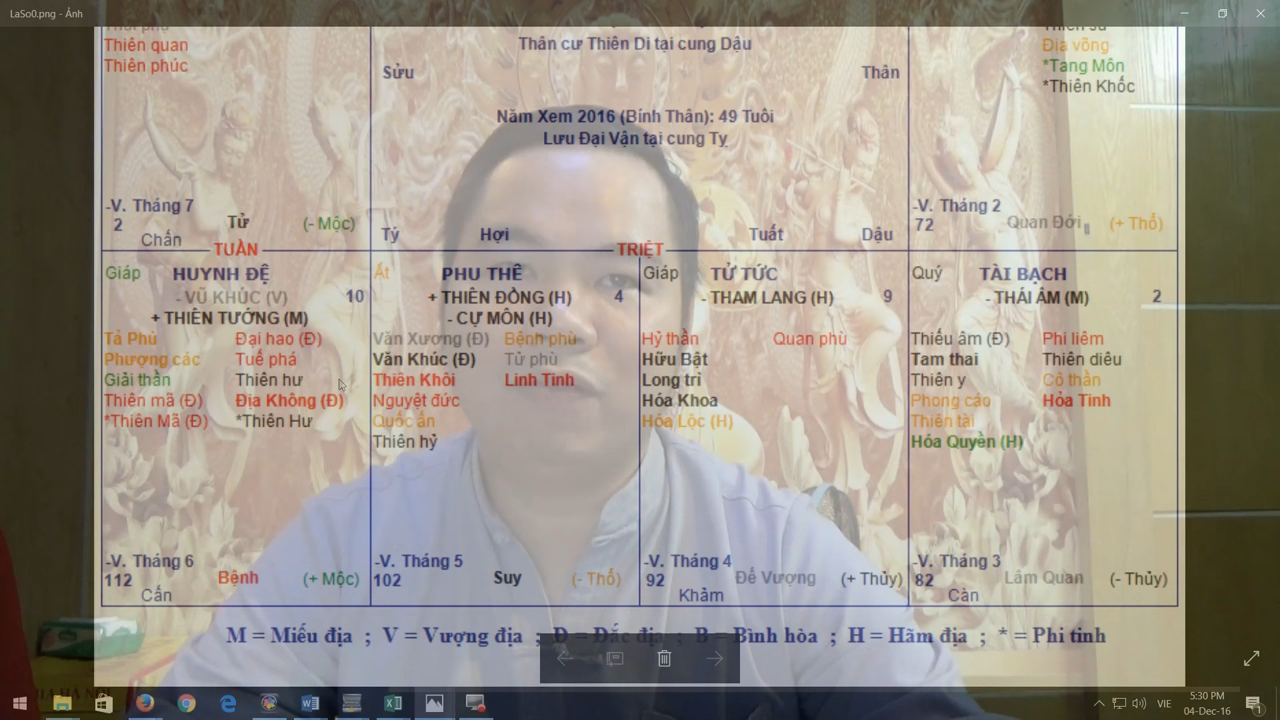 LaSo0.png - Ảnh
Thiên quan
Thiên phúc
Thân cư Thiên Di tại cung Dậu
Sửu
Thân
Năm Xem 2016 (Bính Thân): 49 Tuổi
Lưu Đại Vận tại cung Tỵ
Tý
Hợi
Tuất
Dậu
Địa võng
*Tang Môn
*Thiên Khốc
-V. Tháng 7
2
Tử
(- Mộc)
Chấn
-V. Tháng 2
72
Quan Đới
(+ Thổ)
TUẦN
TRIỆT
Giáp
HUYNH ĐỆ
- VŨ KHÚC (V)
10
+ THIÊN TƯỚNG (M)
Tả Phù
Đại hao (Đ)
Phượng các
Tuế phá
Giải thần
Thiên hư
Thiên mã (Đ)
Địa Không (Đ)
*Thiên Mã (Đ)
*Thiên Hư
-V. Tháng 6
112
Bệnh
(+ Mộc)
Cấn
Ất
PHU THÊ
+ THIÊN ĐỒNG (H)
4
- CỰ MÔN (H)
Văn Xương (Đ)
Bệnh phù
Văn Khúc (Đ)
Tử phù
Thiên Khôi
Linh Tinh
Nguyệt đức
Quốc ấn
Thiên hỷ
-V. Tháng 5
102
Suy
(- Thổ)
Giáp
TỬ TỨC
- THAM LANG (H)
9
Hỷ thần
Quan phù
Hữu Bật
Long trì
Hóa Khoa
Hóa Lộc (H)
-V. Tháng 4
92
Đế Vượng
(+ Thủy)
Khảm
Quý
TÀI BẠCH
- THÁI ÂM (M)
2
Thiếu âm (Đ)
Phi liêm
Tam thai
Thiên diêu
Thiên y
Cô thần
Phong cáo
Hỏa Tinh
Thiên tài
Hóa Quyền (H)
-V. Tháng 3
82
Lâm Quan
(- Thủy)
Càn
M = Miếu địa ; V = Vượng địa ; Đ = Đắc địa ; B = Bình hòa ; H = Hãm địa ; * = Phi tinh
VIE
5:30 PM
04-Dec-16
1